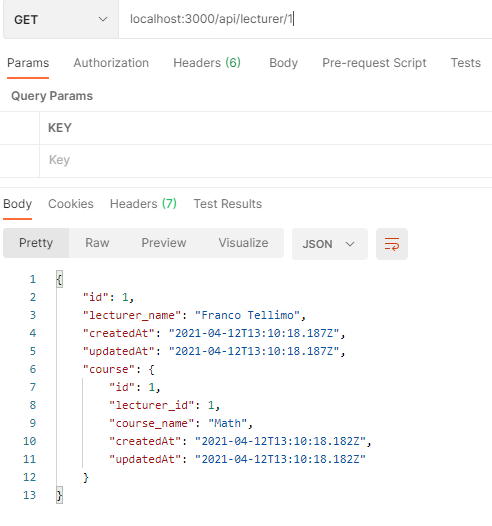 GET localhost:3000/api/lecturer/1
Params Authorization Headers (6) Body Pre-request Script Tests
Query Params
KEY
Key
Body Cookies Headers (7) Test Results
Pretty Raw Preview Visualize JSON
1 {
2 "id": 1,
3 "lecturer_name": "Franco Tellimo",
4 "createdAt": "2021-04-12T13:10:18.187Z",
5 "updatedAt": "2021-04-12T13:10:18.187Z",
6 "course": {
7 "id": 1,
8 "lecturer_id": 1,
9 "course_name": "Math",
10 "createdAt": "2021-04-12T13:10:18.182Z",
11 "updatedAt": "2021-04-12T13:10:18.182Z"
12 }
13 }